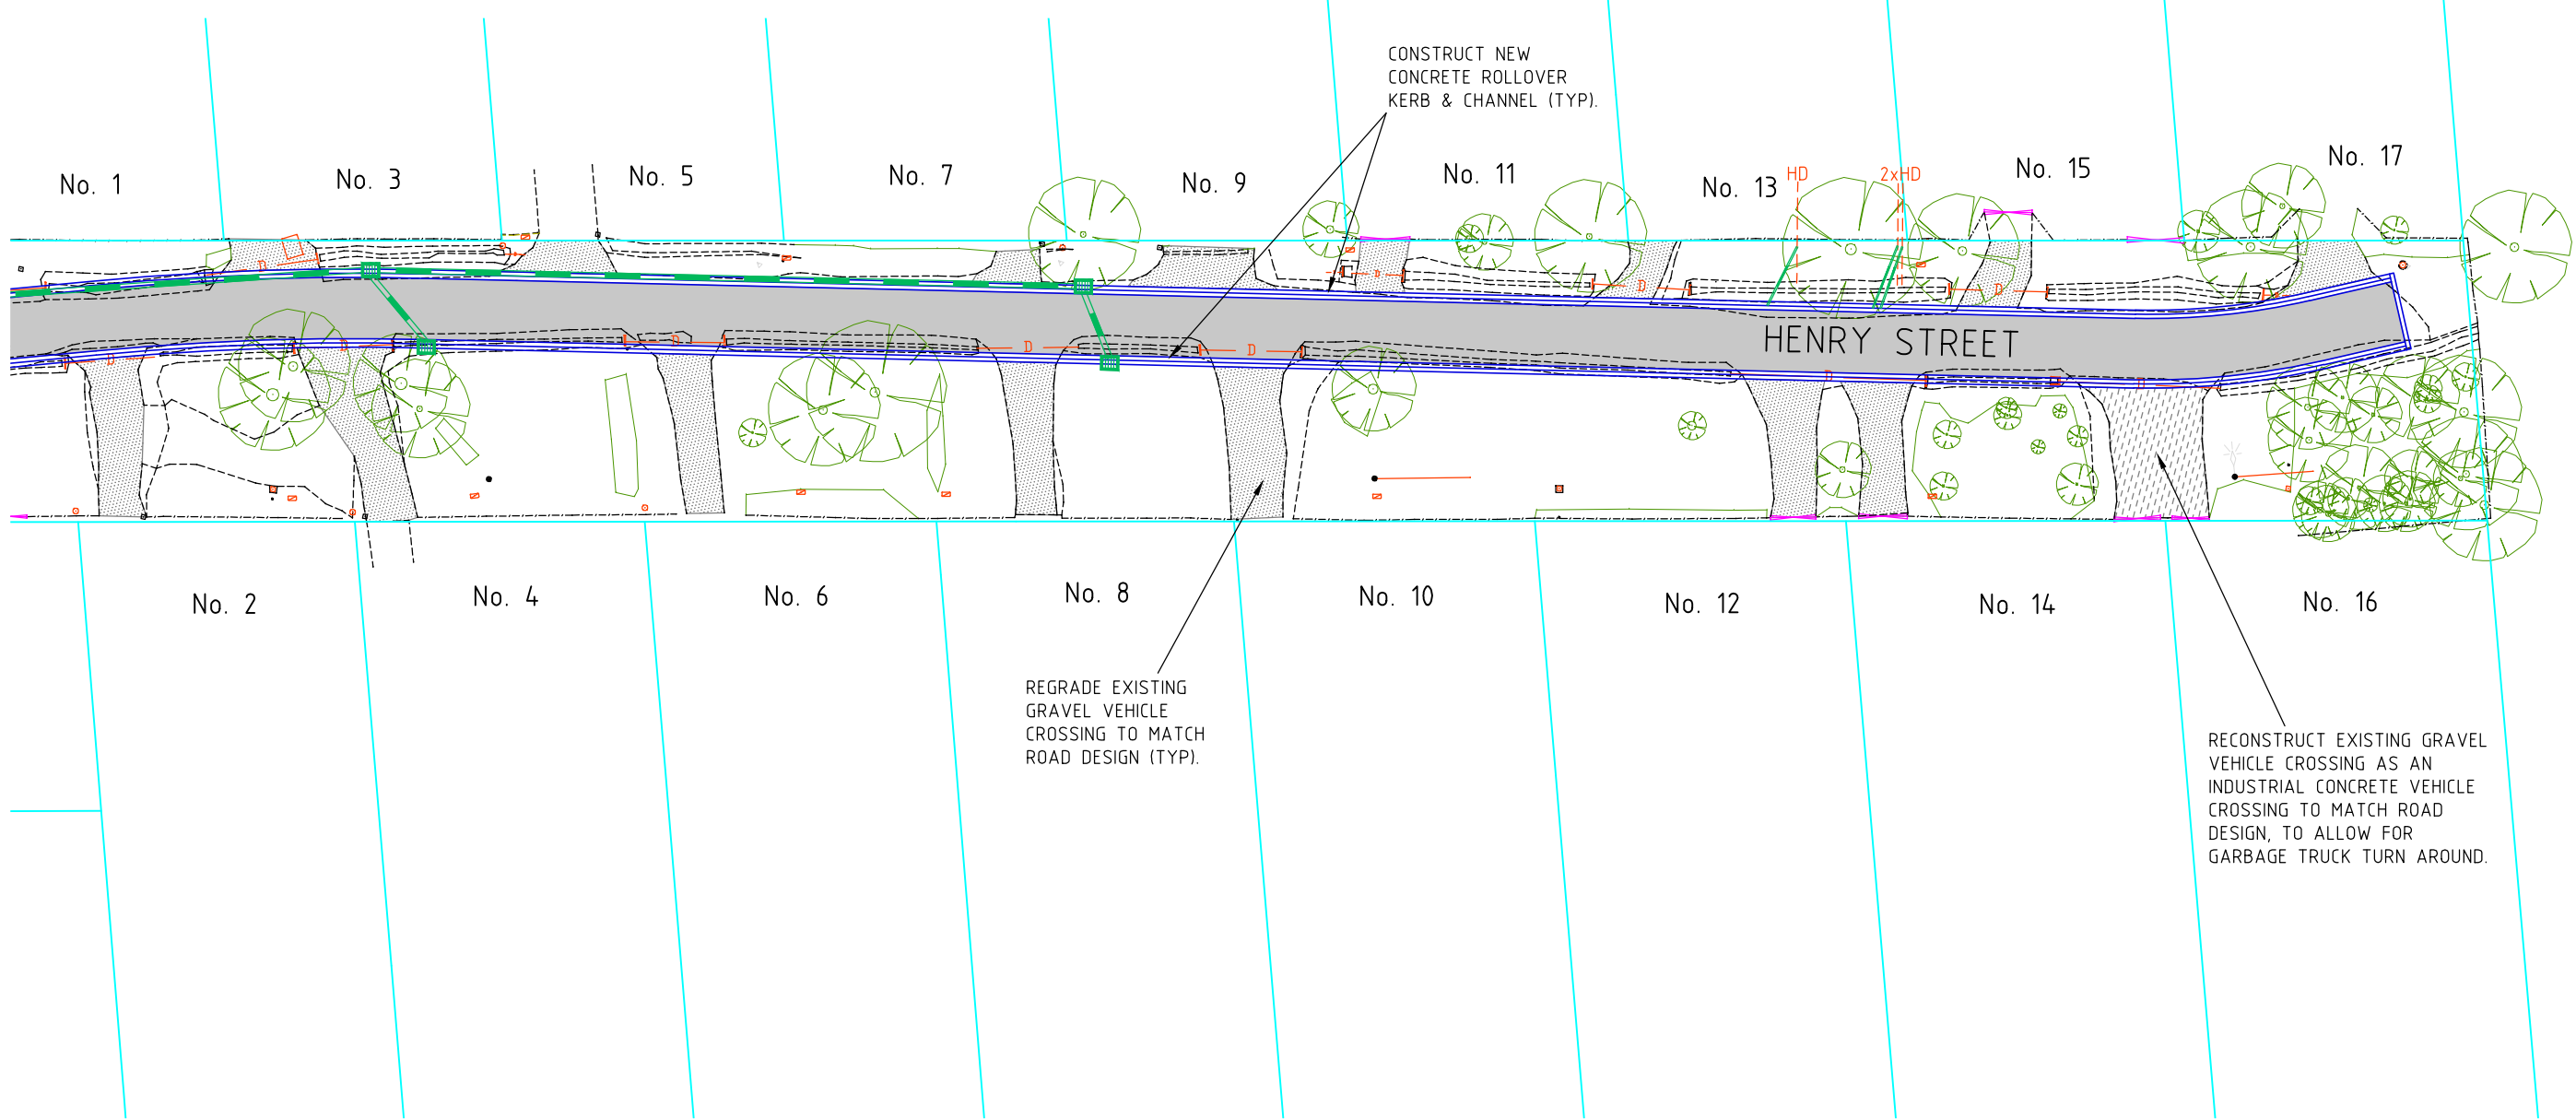 CONSTRUCT NEW
CONCRETE ROLLOVER
KERB & CHANNEL (TYP).
No. 1
No. 3
No. 5
No. 7
No. 9
No. 11
No. 13
HD
2xHD
No. 15
No. 17
D
D
D
D
D
HENRY STREET
D
D
D
D
D
D
D
No. 2
No. 4
No. 6
No. 8
No. 10
No. 12
No. 14
No. 16
REGRADE EXISTING
GRAVEL VEHICLE
CROSSING TO MATCH
ROAD DESIGN (TYP).
RECONSTRUCT EXISTING GRAVEL
VEHICLE CROSSING AS AN
INDUSTRIAL CONCRETE VEHICLE
CROSSING TO MATCH ROAD
DESIGN, TO ALLOW FOR
GARBAGE TRUCK TURN AROUND.